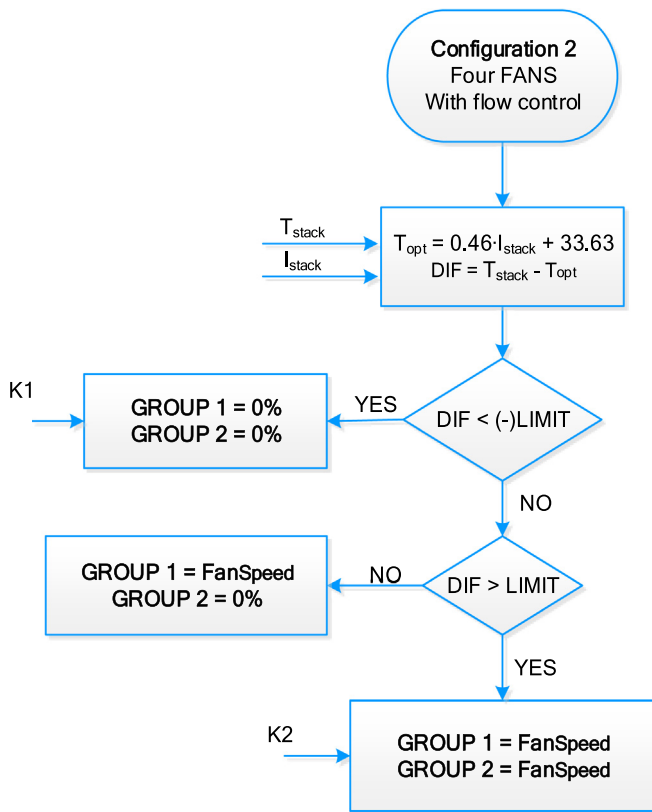 Configuration 2
Four FANS
With flow control
Tstack
Istack
Topt = 0.46·Istack + 33.63
DIF = Tstack - Topt
K1
GROUP 1 = 0%
GROUP 2 = 0%
YES
DIF < (-)LIMIT
NO
GROUP 1 = FanSpeed
GROUP 2 = 0%
NO
DIF > LIMIT
YES
K2
GROUP 1 = FanSpeed
GROUP 2 = FanSpeed